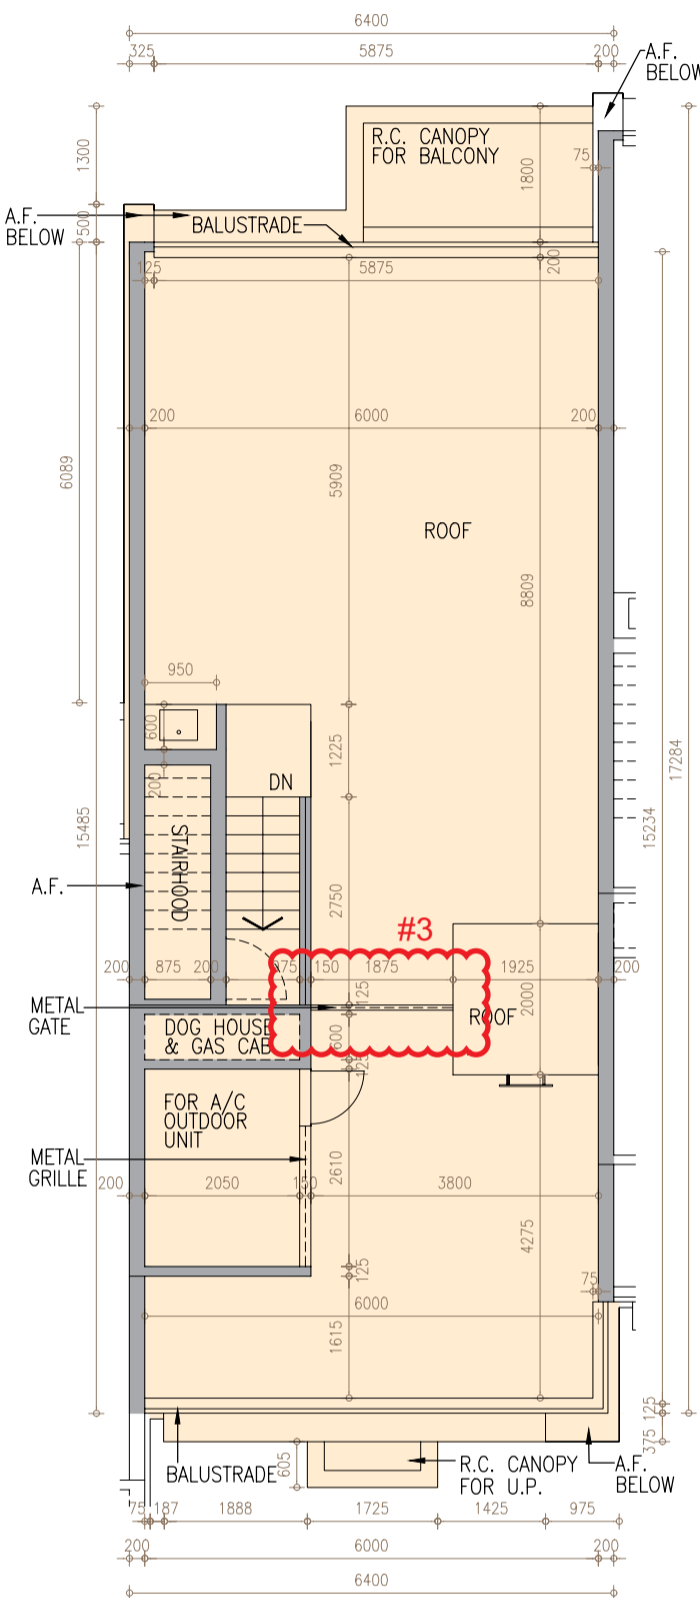 6400
325
5875
200
A.F.
BELOW
1300
R.C. CANOPY
FOR BALCONY
1800
75
A.F.
BELOW
500
BALUSTRADE
200
125
5875
200
6000
200
6089
5909
ROOF
8809
950
600
1225
17284
DN
200
15485
15234
STAIRHOOD
2750
A.F.
#3
200
875
200
75
150
1875
1925
200
2000
125
METAL
GATE
ROOF
DOG HOUSE
& GAS CAB
600
125
FOR A/C
OUTDOOR
UNIT
METAL
GRILLE
2610
200
2050
150
3800
4275
125
75
6000
1615
125
375
605
BALUSTRADE
R.C. CANOPY
FOR U.P.
A.F.
BELOW
75
187
1888
1725
1425
975
200
6000
200
6400